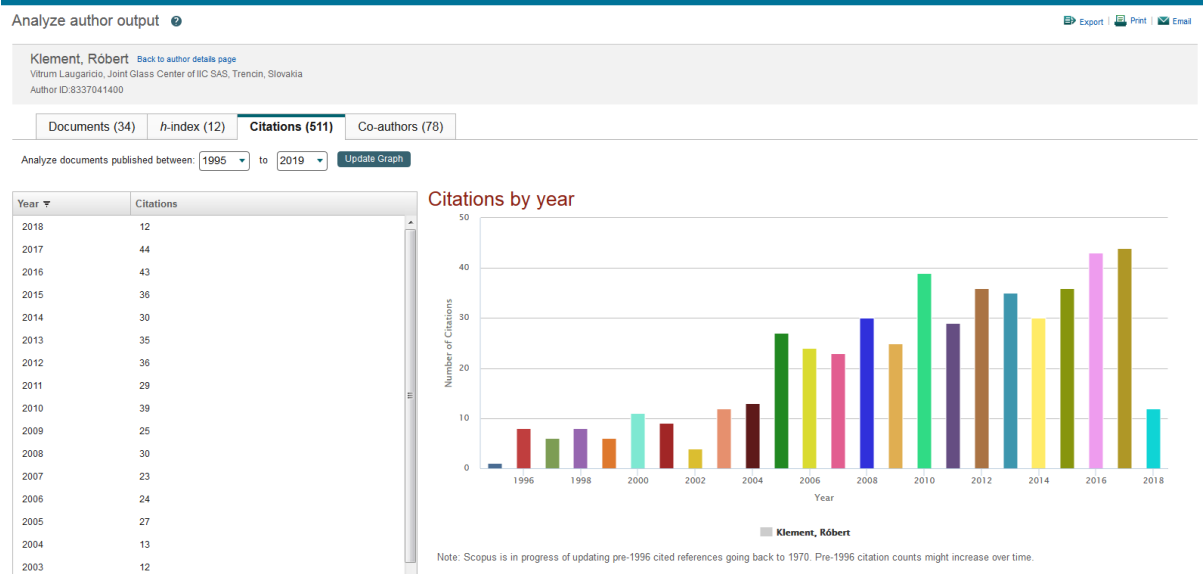 Analyze author output ?
Export | Print | Email
Klement, Róbert Back to author details page
Vitrum Laugaricio, Joint Glass Center of IIC SAS, Trencin, Slovakia
Author ID:8337041400
Documents (34) h-index (12) Citations (511) Co-authors (78)
Analyze documents published between: 1995 to 2019 Update Graph
Year Citations
2018 12
2017 44
2016 43
2015 36
2014 30
2013 35
2012 36
2011 29
2010 39
2009 25
2008 30
2007 23
2006 24
2005 27
2004 13
2003 12
Citations by year
50
40
30
20
10
0
Number of Citations
1996 1998 2000 2002 2004 2006 2008 2010 2012 2014 2016 2018
Year
Klement, Róbert
Note: Scopus is in progress of updating pre-1996 cited references going back to 1970. Pre-1996 citation counts might increase over time.